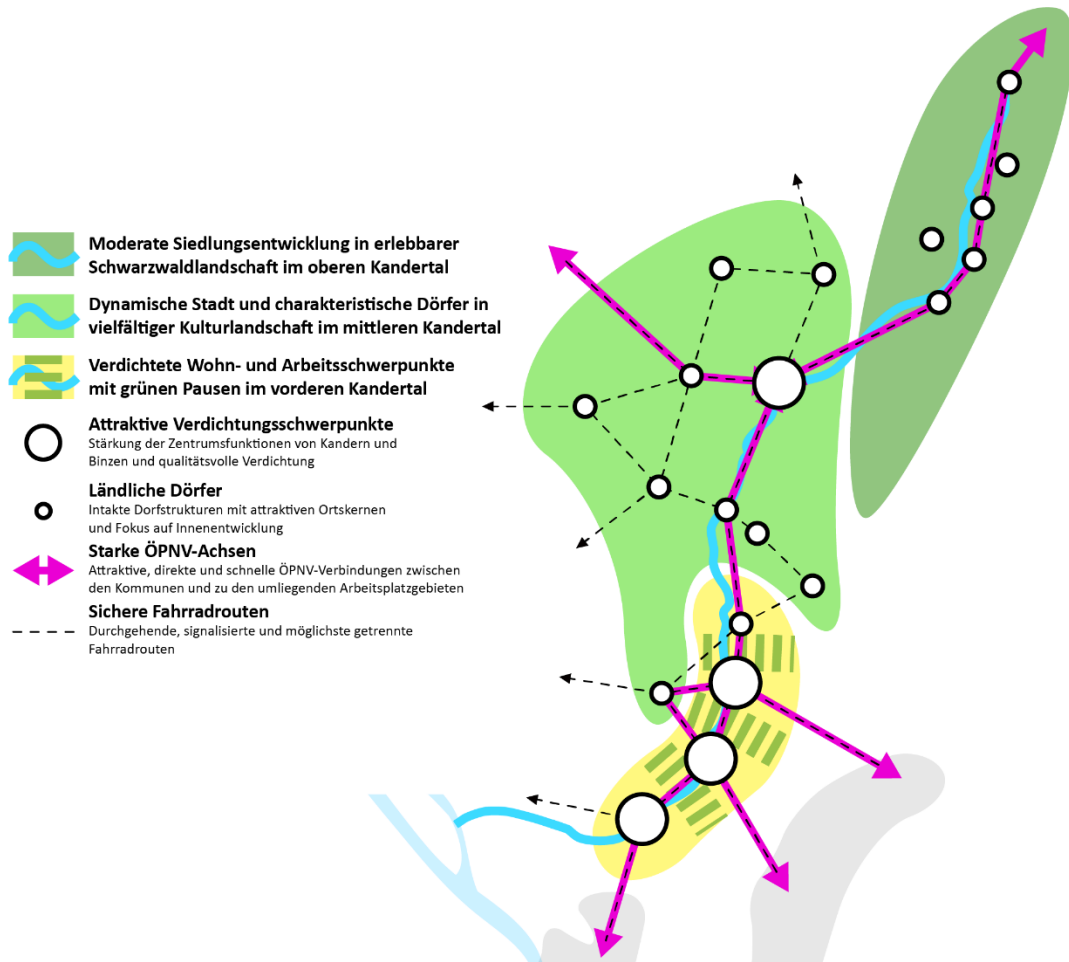 Moderate Siedlungsentwicklung in erlebbarer
Schwarzwaldlandschaft im oberen Kandertal
Dynamische Stadt und charakteristische Dörfer in
vielfältiger Kulturlandschaft im mittleren Kandertal
Verdichtete Wohn- und Arbeitsschwerpunkte
mit grünen Pausen im vorderen Kandertal
Attraktive Verdichtungsschwerpunkte
Stärkung der Zentrumsfunktionen von Kandern und
Binzen und qualitätsvolle Verdichtung
Ländliche Dörfer
Intakte Dorfstrukturen mit attraktiven Ortskernen
und Fokus auf Innenentwicklung
Starke ÖPNV-Achsen
Attraktive, direkte und schnelle ÖPNV-Verbindungen zwischen
den Kommunen und zu den umliegenden Arbeitsplatzgebieten
Sichere Fahrradrouten
Durchgehende, signalisierte und möglichste getrennte
Fahrradrouten